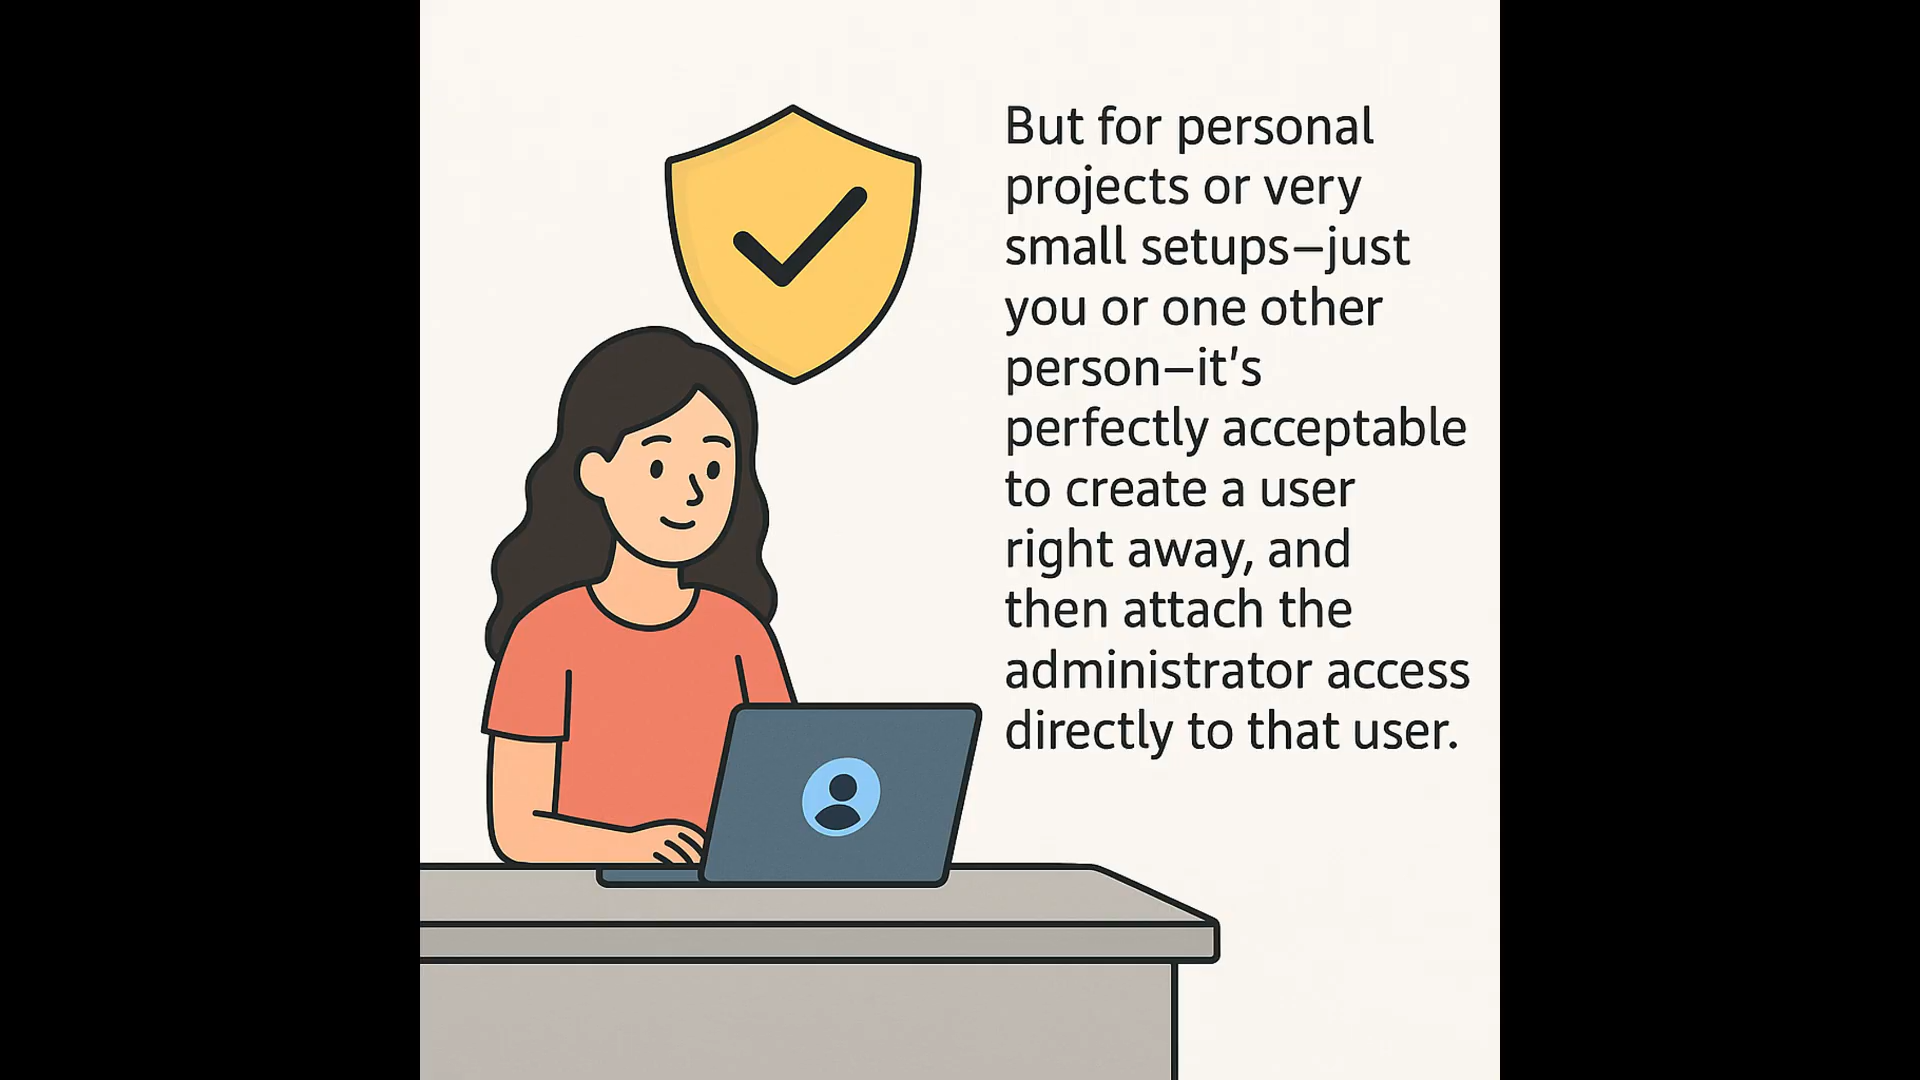 But for personal
projects or very
small setups—just
you or one other
person—it’s
perfectly acceptable
to create a user
right away, and
then attach the
administrator access
directly to that user.